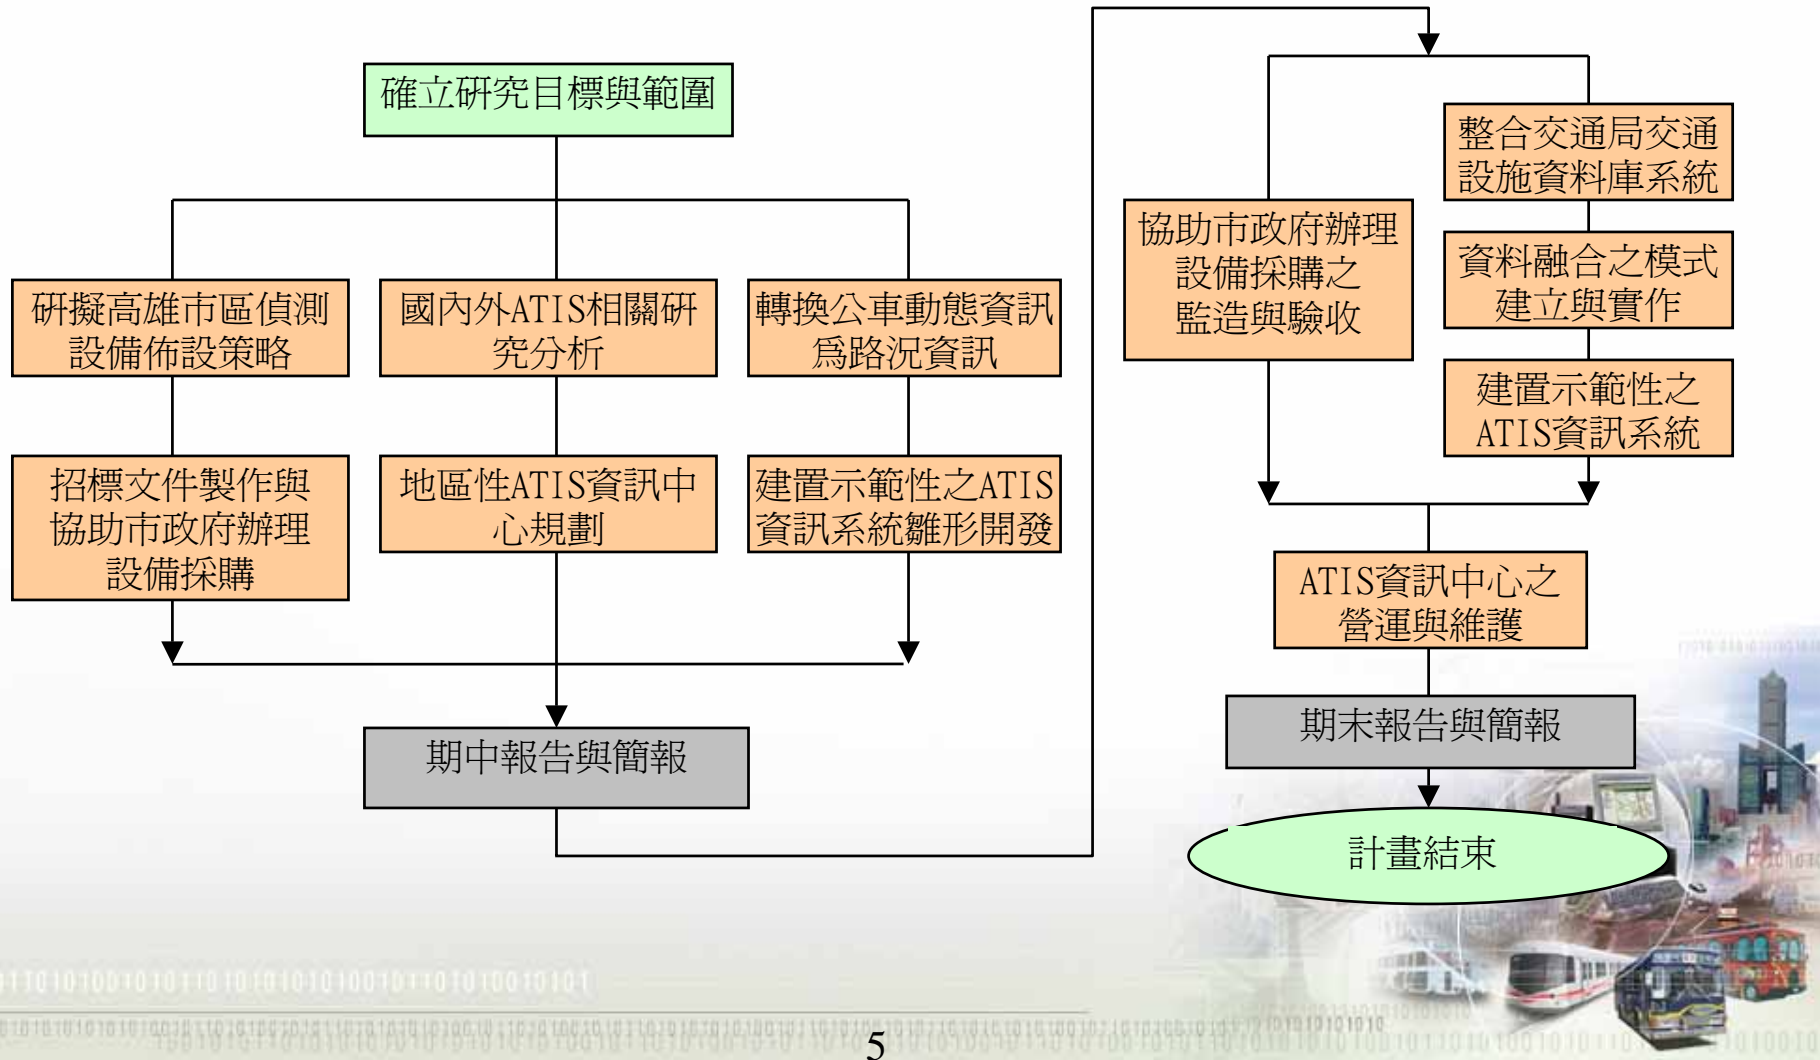 確立研究目標與範圍
研擬高雄市區偵測
設備佈設策略
國內外ATIS相關研
究分析
轉換公車動態資訊
為路況資訊
招標文件製作與
協助市政府辦理
設備採購
地區性ATIS資訊中
心規劃
建置示範性之ATIS
資訊系統雛形開發
期中報告與簡報
協助市政府辦理
設備採購之
監造與驗收
整合交通局交通
設施資料庫系統
資料融合之模式
建立與實作
建置示範性之
ATIS資訊系統
ATIS資訊中心之
營運與維護
期末報告與簡報
計畫結束
5